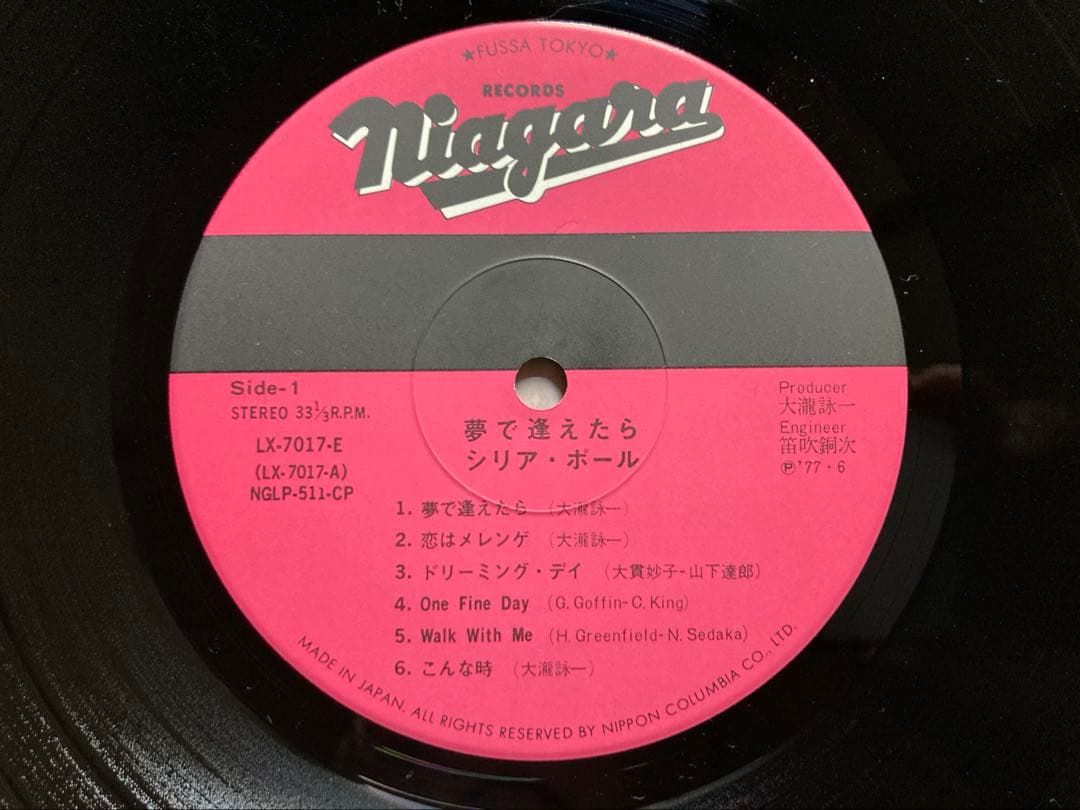 ★FUSSA TOKYO★
RECORDS
Niagara
Side-1
STEREO 33⅓R.P.M.
LX-7017-E
(LX-7017-A)
NGLP-511-CP
Producer
大瀧詠一
Engineer
笛吹銅次
Ⓟ'77・6
夢で逢えたら
シリア・ポール
1. 夢で逢えたら (大瀧詠一)
2. 恋はメレンゲ (大瀧詠一)
3. ドリーミング・デイ (大貫妙子-山下達郎)
4. One Fine Day (G. Goffin-C. King)
5. Walk With Me (H. Greenfield-N. Sedaka)
6. こんな時 (大瀧詠一)
MADE IN JAPAN. ALL RIGHTS RESERVED BY NIPPON COLUMBIA CO., LTD.